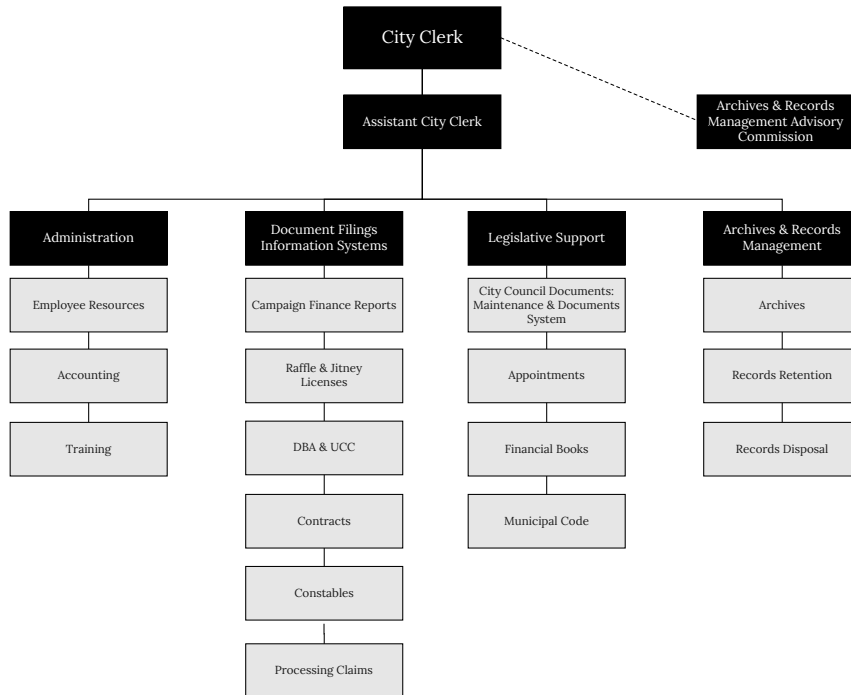 City Clerk
Assistant City Clerk
Archives & Records
Management Advisory
Commission
Administration
Document Filings
Information Systems
Legislative Support
Archives & Records
Management
Employee Resources
Campaign Finance Reports
City Council Documents:
Maintenance & Documents
System
Archives
Accounting
Raffle & Jitney
Licenses
Appointments
Records Retention
Training
DBA & UCC
Financial Books
Records Disposal
Contracts
Municipal Code
Constables
Processing Claims